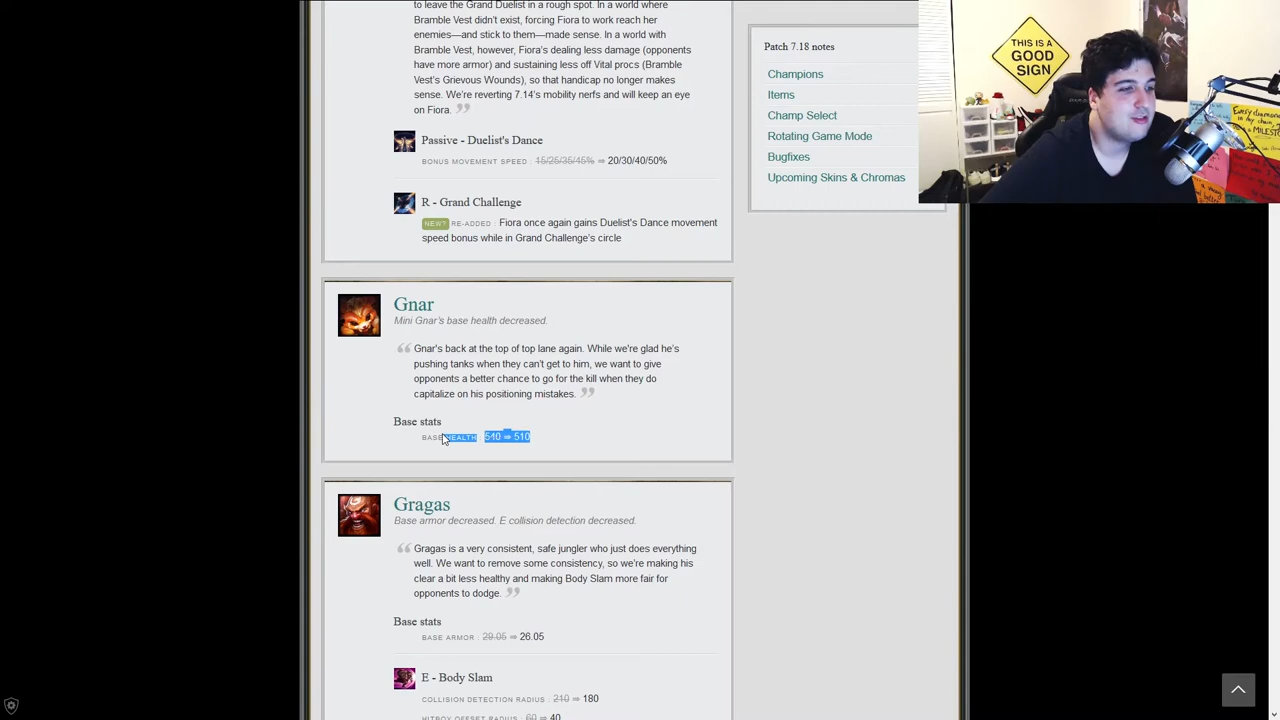 to leave the Grand Duelist in a rough spot. In a world where
Bramble Vest didn't exist, forcing Fiora to work reach her
enemies—and stick to them—made sense. In a world with
Bramble Vest, however, Fiora's dealing less damage (opponents
have more armor) and sustaining less off Vital procs (Bramble
Vest's Grievous Wounds), so that handicap no longer makes
sense. We're reverting 7.14's mobility nerfs and will keep an eye
on Fiora.
Passive - Duelist's Dance
BONUS MOVEMENT SPEED : 15/25/35/45% ⇒ 20/30/40/50%
R - Grand Challenge
NEW? RE-ADDED : Fiora once again gains Duelist's Dance movement
speed bonus while in Grand Challenge's circle
Gnar
Mini Gnar's base health decreased.
Gnar's back at the top of top lane again. While we're glad he's
pushing tanks when they can't get to him, we want to give
opponents a better chance to go for the kill when they do
capitalize on his positioning mistakes.
Base stats
BASE HEALTH : 540 ⇒ 510
Gragas
Base armor decreased. E collision detection decreased.
Gragas is a very consistent, safe jungler who just does everything
well. We want to remove some consistency, so we're making his
clear a bit less healthy and making Body Slam more fair for
opponents to dodge.
Base stats
BASE ARMOR : 29.05 ⇒ 26.05
E - Body Slam
COLLISION DETECTION RADIUS : 210 ⇒ 180
HITBOX OFFSET RADIUS : 60 ⇒ 40
Patch 7.18 notes
Champions
Items
Champ Select
Rotating Game Mode
Bugfixes
Upcoming Skins & Chromas
THIS IS A
GOOD
SIGN
Every diamond
in my chain,
MILESTO